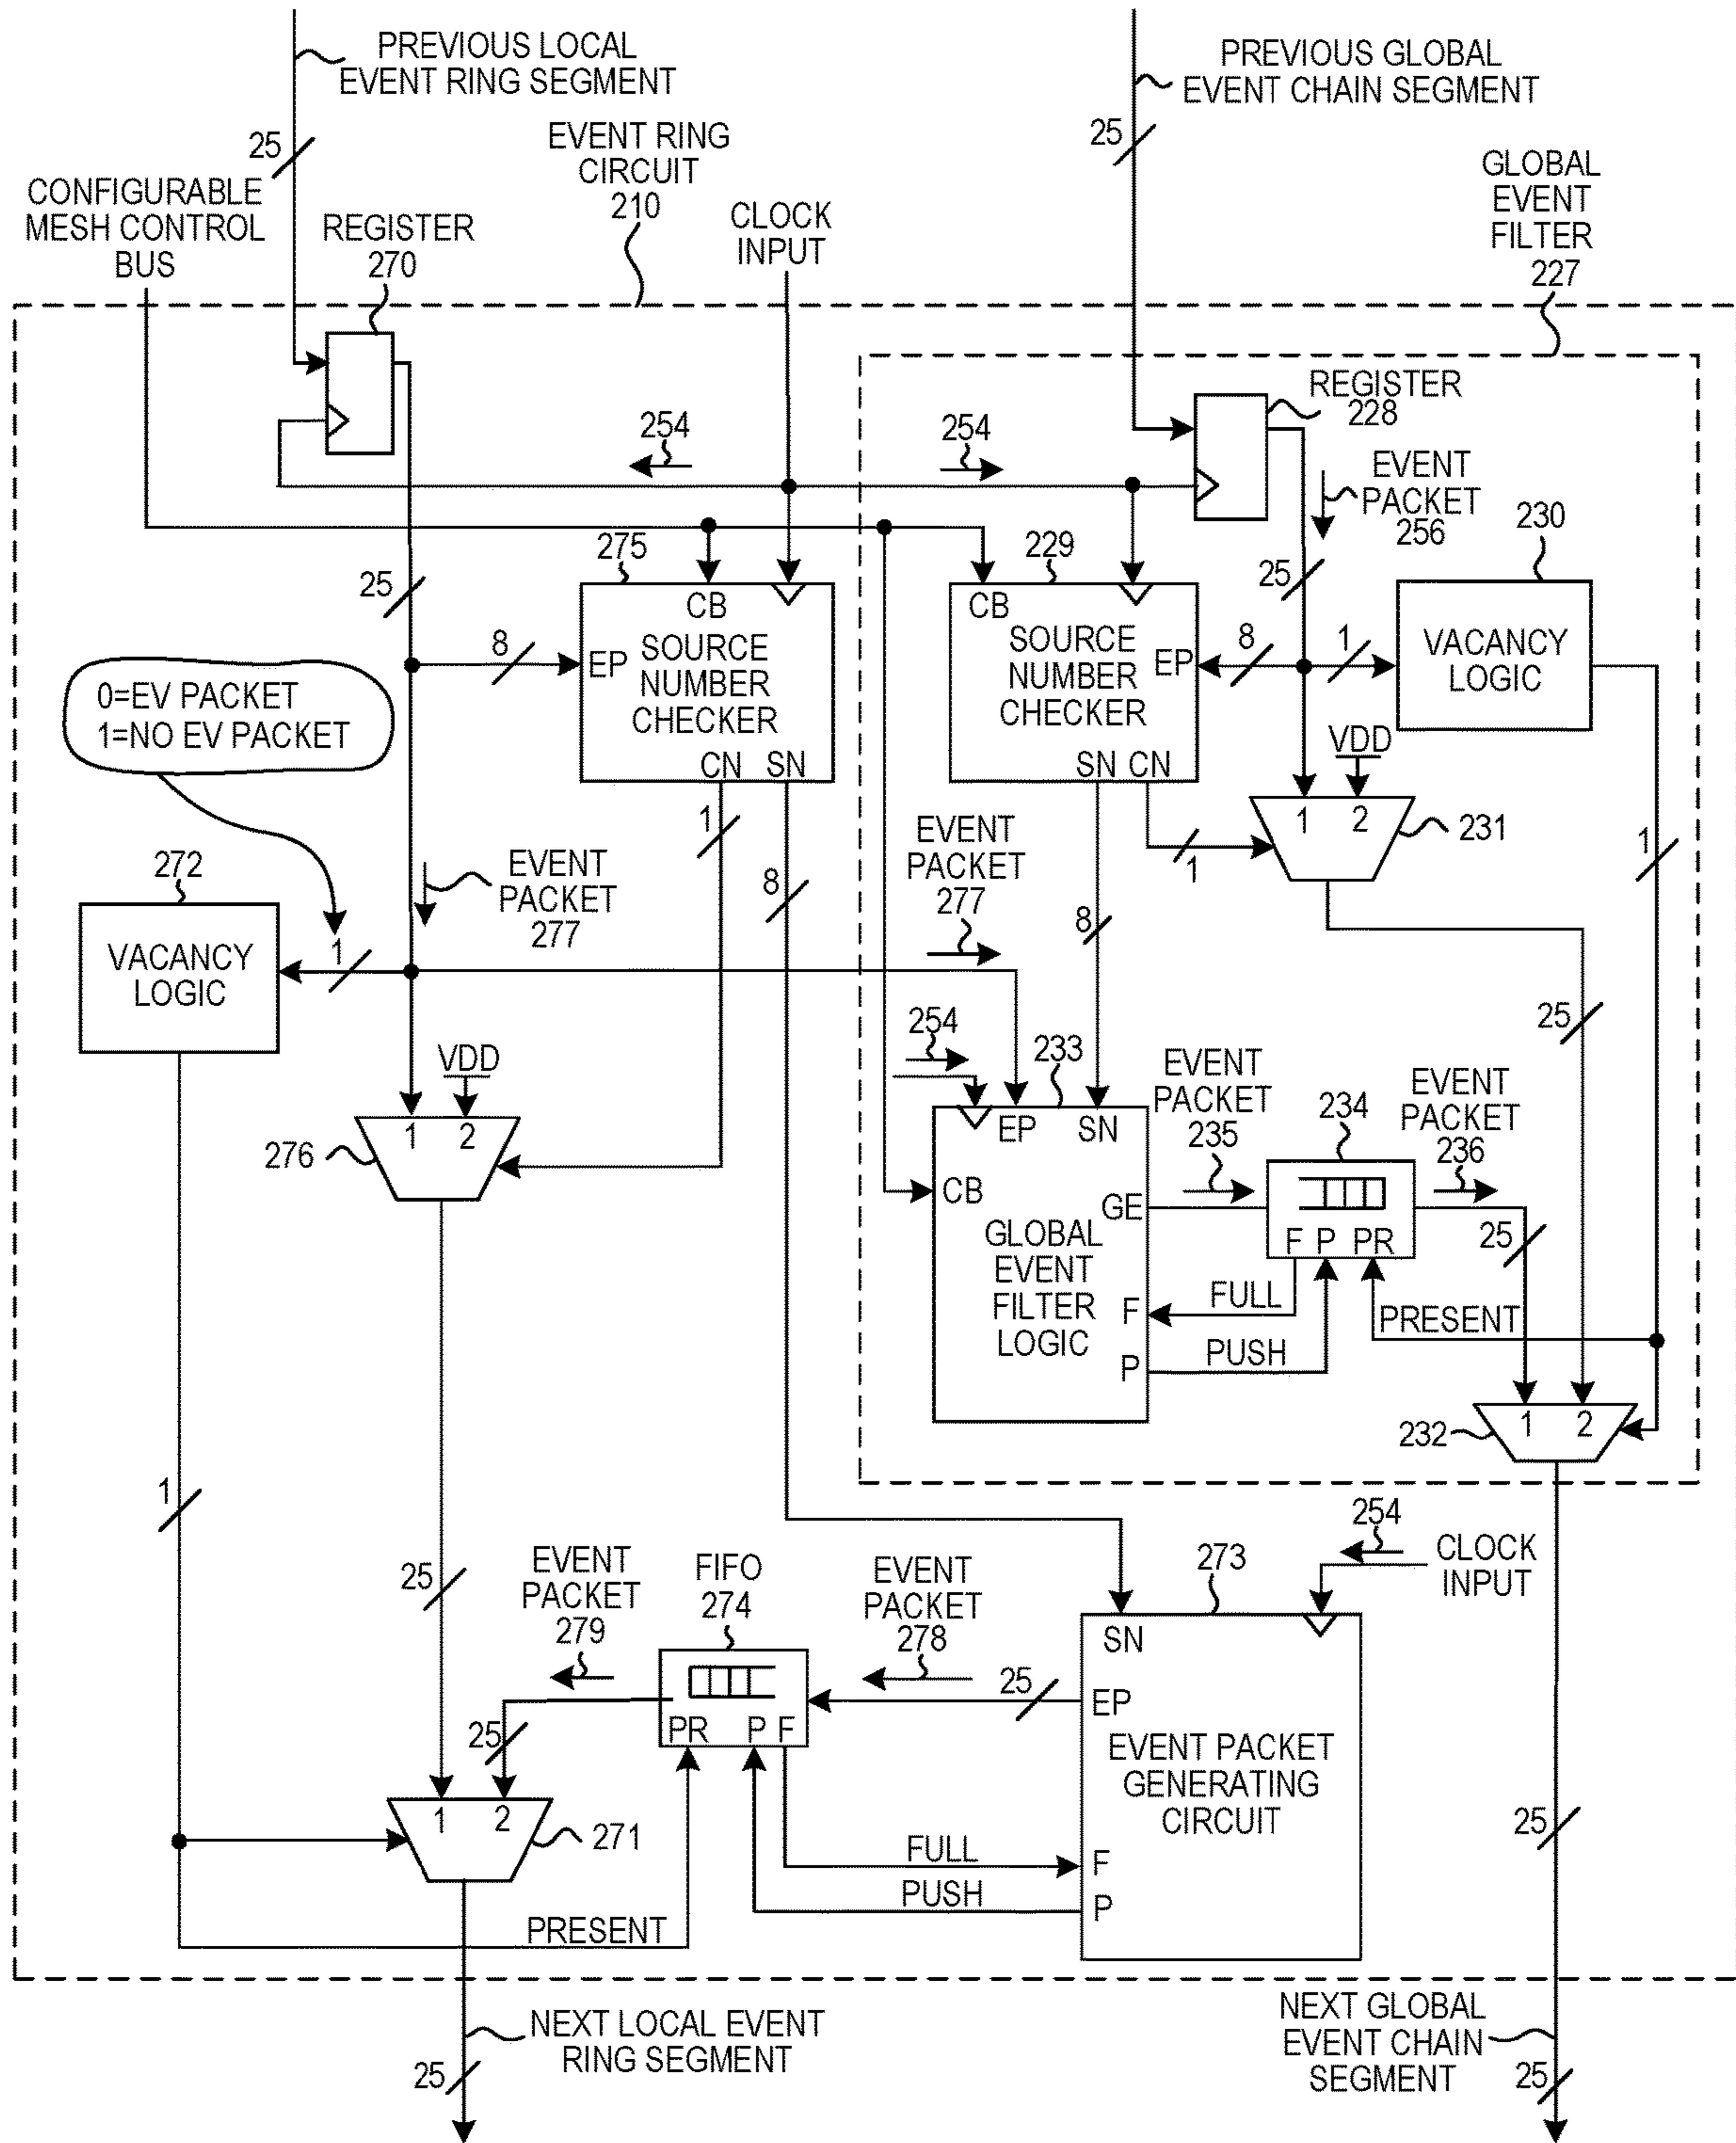 PREVIOUS LOCAL
EVENT RING SEGMENT
PREVIOUS GLOBAL
EVENT CHAIN SEGMENT
25
25
EVENT RING
CIRCUIT
210
GLOBAL
EVENT
FILTER
227
CONFIGURABLE
MESH CONTROL
BUS
REGISTER
270
CLOCK
INPUT
REGISTER
228
254
254
EVENT
PACKET
256
230
275
229
25
25
CB
CB
8
EP
SOURCE
NUMBER
CHECKER
CN SN
SOURCE
NUMBER
CHECKER
EP
SN CN
8
1
VACANCY
LOGIC
0=EV PACKET
1=NO EV PACKET
VDD
1 2
231
1
1
1
8
EVENT
PACKET
277
EVENT
PACKET
277
8
272
VACANCY
LOGIC
1
25
254
233
VDD
1 2
276
EP SN
CB
GE
GLOBAL
EVENT
FILTER
LOGIC
F
P
EVENT
PACKET
235
234
EVENT
PACKET
236
F P PR
25
FULL
PUSH
PRESENT
1 2
232
1
254
CLOCK
INPUT
25
EVENT
PACKET
279
FIFO
274
EVENT
PACKET
278
273
SN
EP
25
25
PR P F
EVENT PACKET
GENERATING
CIRCUIT
1 2
271
25
FULL
F
PUSH
P
PRESENT
NEXT LOCAL EVENT
RING SEGMENT
25
NEXT GLOBAL
EVENT CHAIN
SEGMENT
25